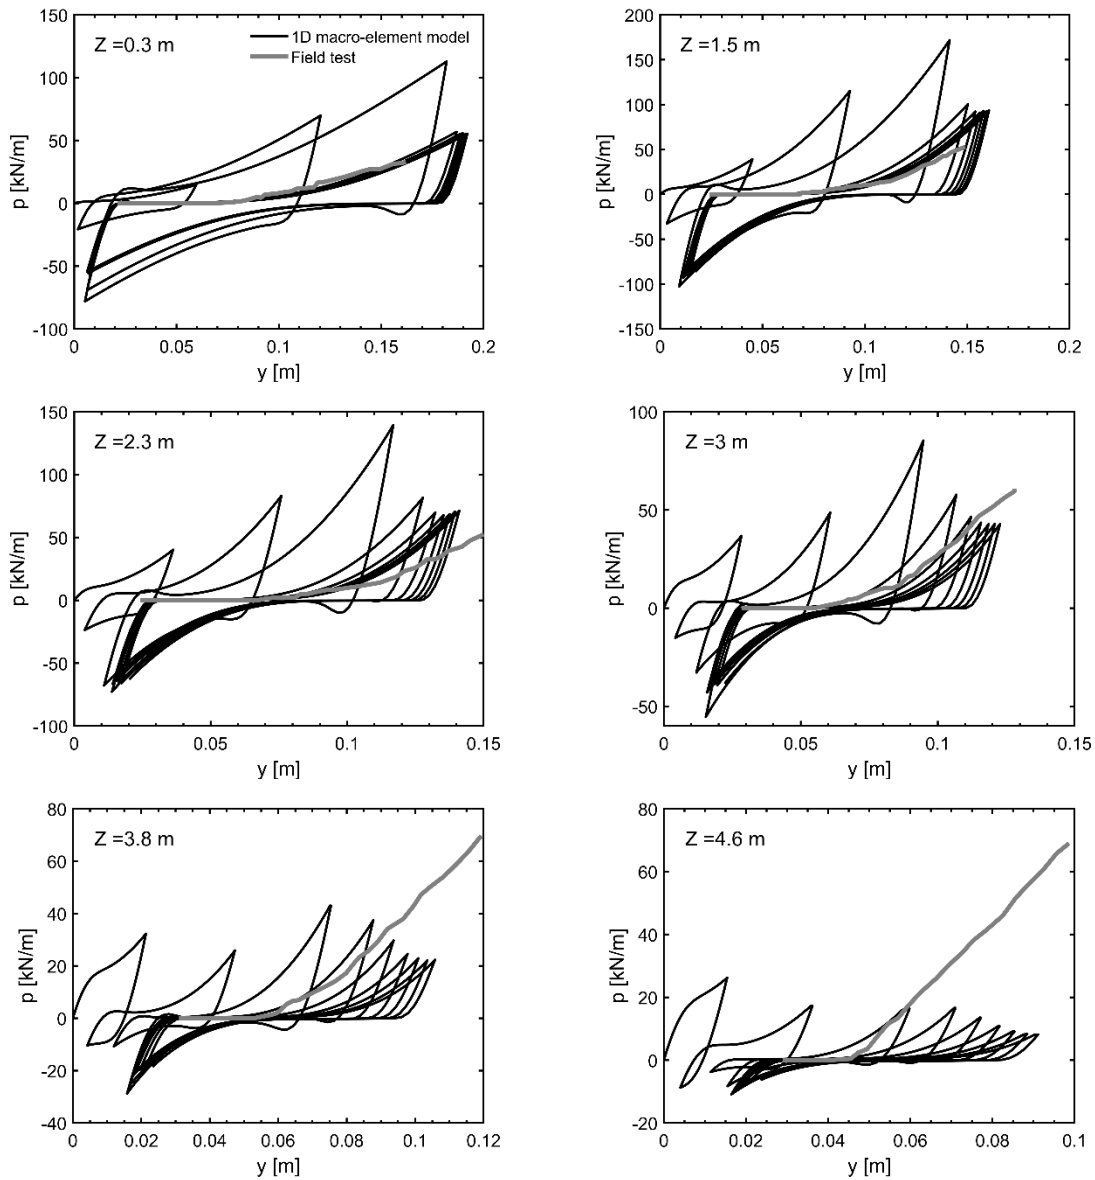 Z =0.3 m
1D macro-element model
Field test
150
100
50
0
-50
-100
p [kN/m]
0 0.05 0.1 0.15 0.2
y [m]
Z =1.5 m
200
150
100
50
0
-50
-100
-150
p [kN/m]
0 0.05 0.1 0.15 0.2
y [m]
Z =2.3 m
150
100
50
0
-50
-100
p [kN/m]
0 0.05 0.1 0.15
y [m]
Z =3 m
100
50
0
-50
p [kN/m]
0 0.05 0.1 0.15
y [m]
Z =3.8 m
80
60
40
20
0
-20
-40
p [kN/m]
0 0.02 0.04 0.06 0.08 0.10 0.12
y [m]
Z =4.6 m
80
60
40
20
0
-20
p [kN/m]
0 0.02 0.04 0.06 0.08 0.1
y [m]